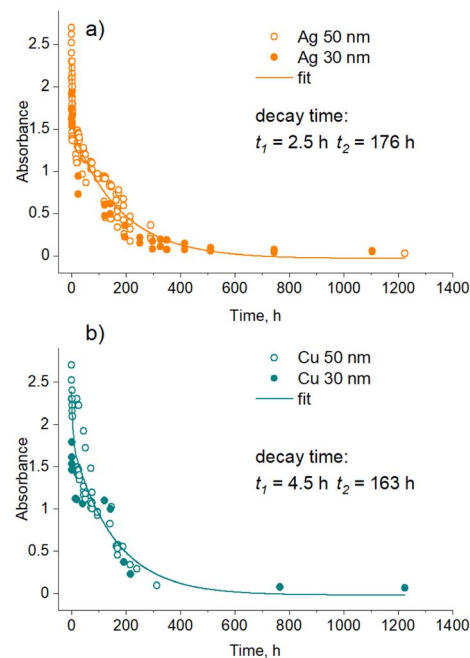 a)
Ag 50 nm
Ag 30 nm
fit
decay time:
t1 = 2.5 h t2 = 176 h
Absorbance
2.5
2
1.5
1
0.5
0
0 200 400 600 800 1000 1200 1400
Time, h
b)
Cu 50 nm
Cu 30 nm
fit
decay time:
t1 = 4.5 h t2 = 163 h
Absorbance
2.5
2
1.5
1
0.5
0
0 200 400 600 800 1000 1200 1400
Time, h